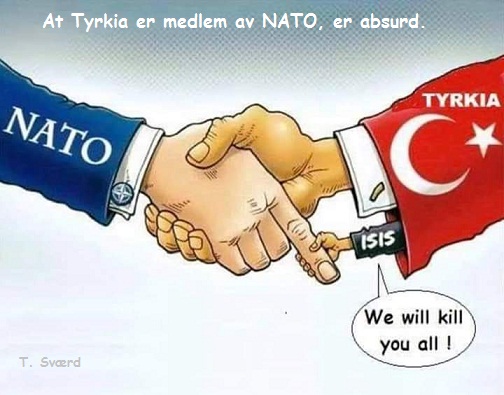 At Tyrkia er medlem av NATO, er absurd.
TYRKIA
NATO
ISIS
We will kill
you all !
T. Sværd